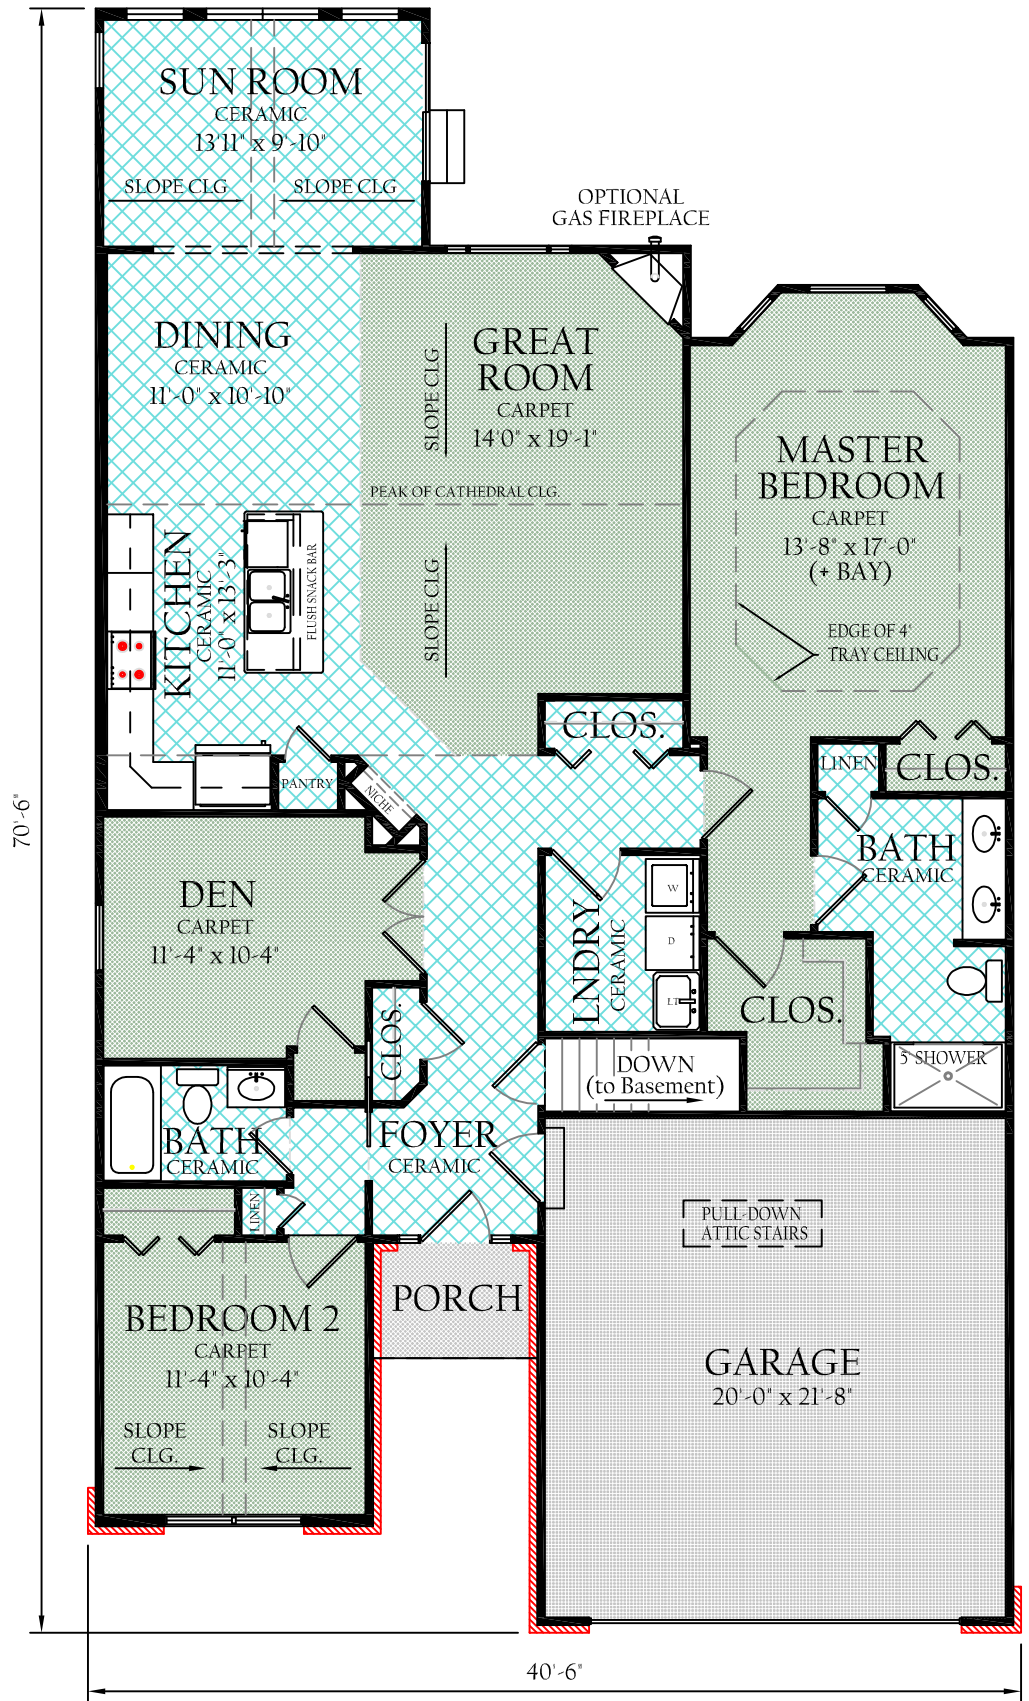 SUN ROOM
CERAMIC
13'11" x 9'-10"
SLOPE CLG
SLOPE CLG
OPTIONAL
GAS FIREPLACE
DINING
CERAMIC
11'-0" x 10'-10"
GREAT
ROOM
CARPET
14'0" x 19'-1"
SLOPE CLG
PEAK OF CATHEDRAL CLG.
SLOPE CLG
MASTER
BEDROOM
CARPET
13'-8" x 17'-0"
(+ BAY)
EDGE OF 4'
TRAY CEILING
KITCHEN
CERAMIC
11'-0" x 13'-3"
FLUSH SNACK BAR
CLOS.
PANTRY
NICHE
LINEN
CLOS.
70'-6"
DEN
CARPET
11'-4" x 10'-4"
BATH
CERAMIC
LNDRY
CERAMIC
W
D
LT
CLOS.
CLOS.
5' SHOWER
DOWN
(to Basement)
BATH
CERAMIC
FOYER
CERAMIC
LINEN
PULL-DOWN
ATTIC STAIRS
PORCH
BEDROOM 2
CARPET
11'-4" x 10'-4"
SLOPE
CLG.
SLOPE
CLG.
GARAGE
20'-0" x 21'-8"
40'-6"